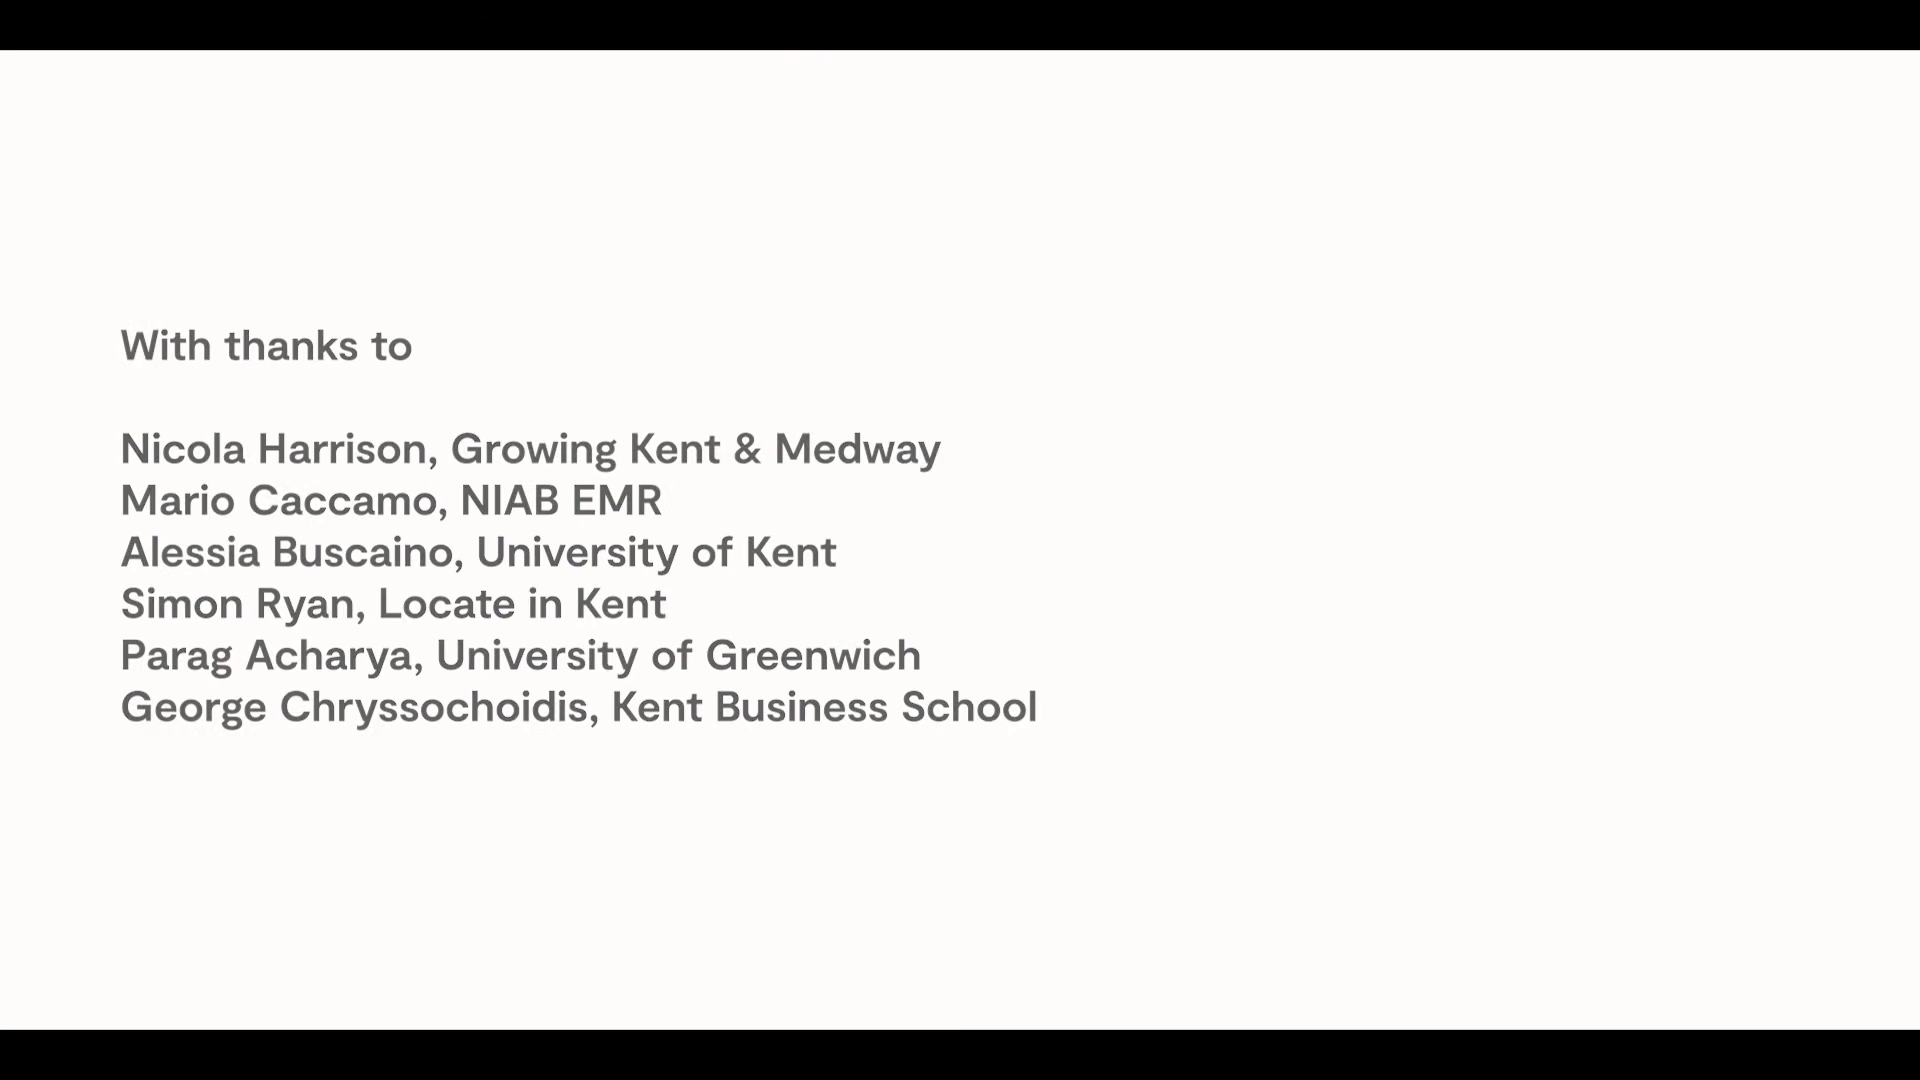 With thanks to
Nicola Harrison, Growing Kent & Medway
Mario Caccamo, NIAB EMR
Alessia Buscaino, University of Kent
Simon Ryan, Locate in Kent
Parag Acharya, University of Greenwich
George Chryssochoidis, Kent Business School